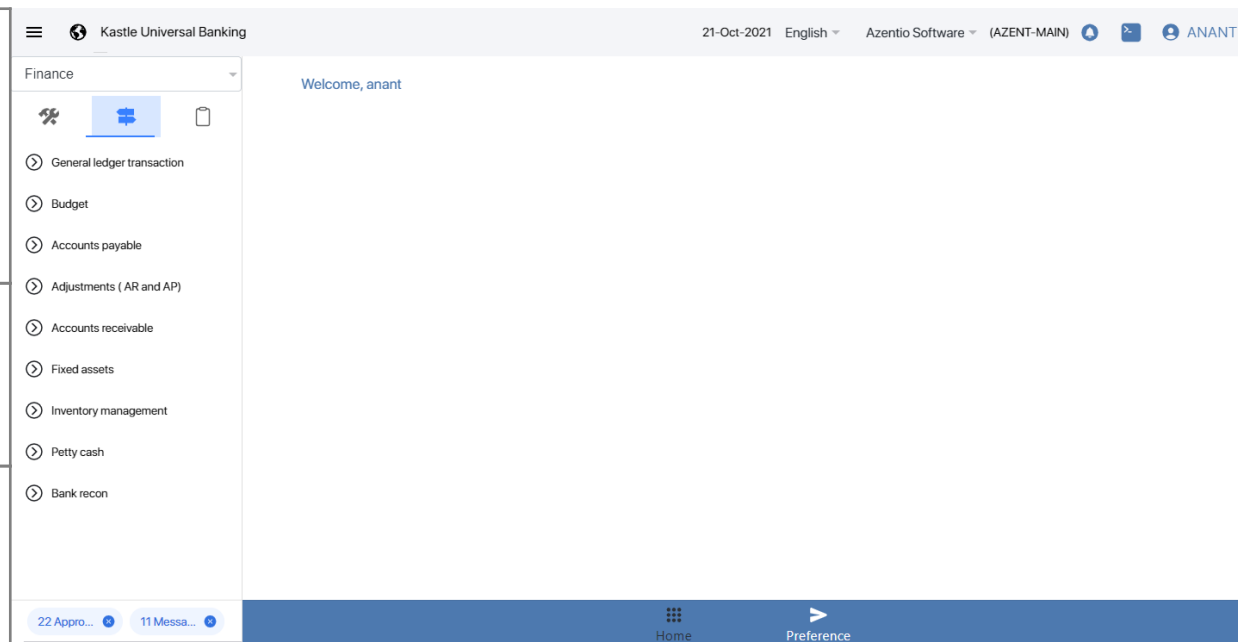 Kastle Universal Banking 21-Oct-2021 English Azentio Software (AZENT-MAIN) ANANT
Finance
Welcome, anant
General ledger transaction
Budget
Accounts payable
Adjustments ( AR and AP)
Accounts receivable
Fixed assets
Inventory management
Petty cash
Bank recon
22 Appro... 11 Messa...
Home Preference